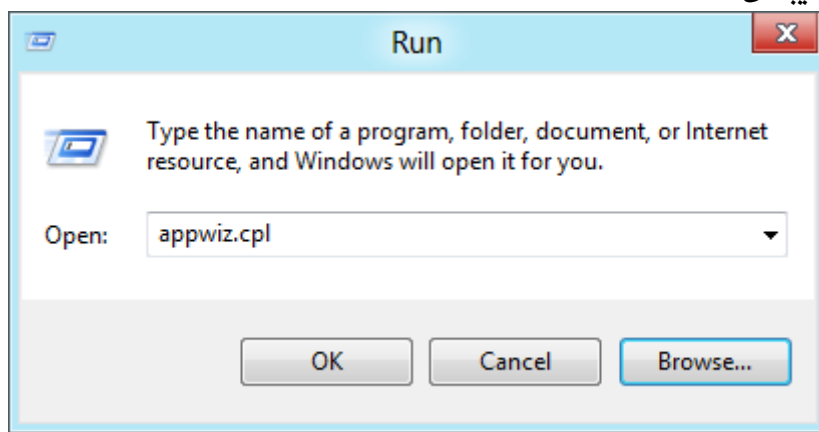 Run
Type the name of a program, folder, document, or Internet
resource, and Windows will open it for you.
Open: appwiz.cpl
OK Cancel Browse...